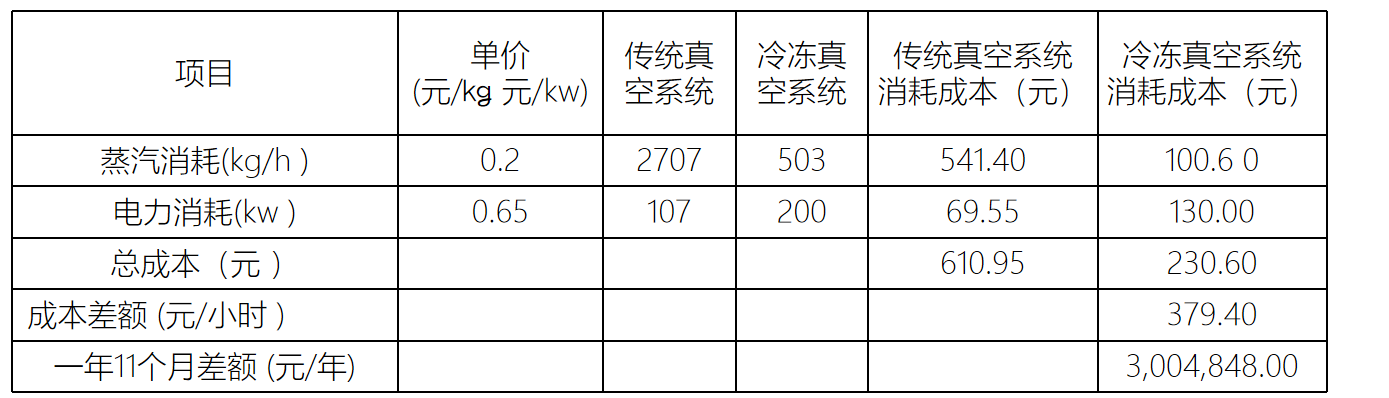 项目
单价
(元/kg 元/kw)
传统真
空系统
冷冻真
空系统
传统真空系统
消耗成本（元）
冷冻真空系统
消耗成本（元）
蒸汽消耗(kg/h )
0.2
2707
503
541.40
100.6 0
电力消耗(kw )
0.65
107
200
69.55
130.00
总成本（元 ）
610.95
230.60
成本差额 (元/小时 )
379.40
一年11个月差额 (元/年)
3,004,848.00